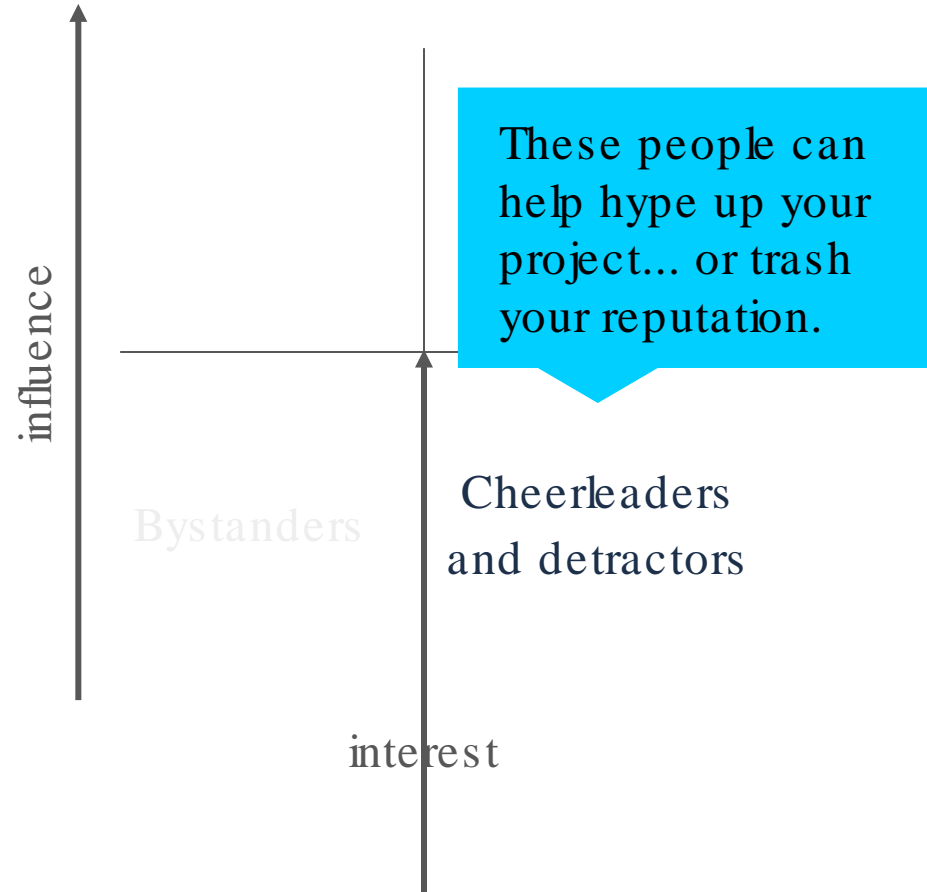 These people can
help hype up your
project... or trash
your reputation.
influence
Cheerleaders
and detractors
Bystanders
interest